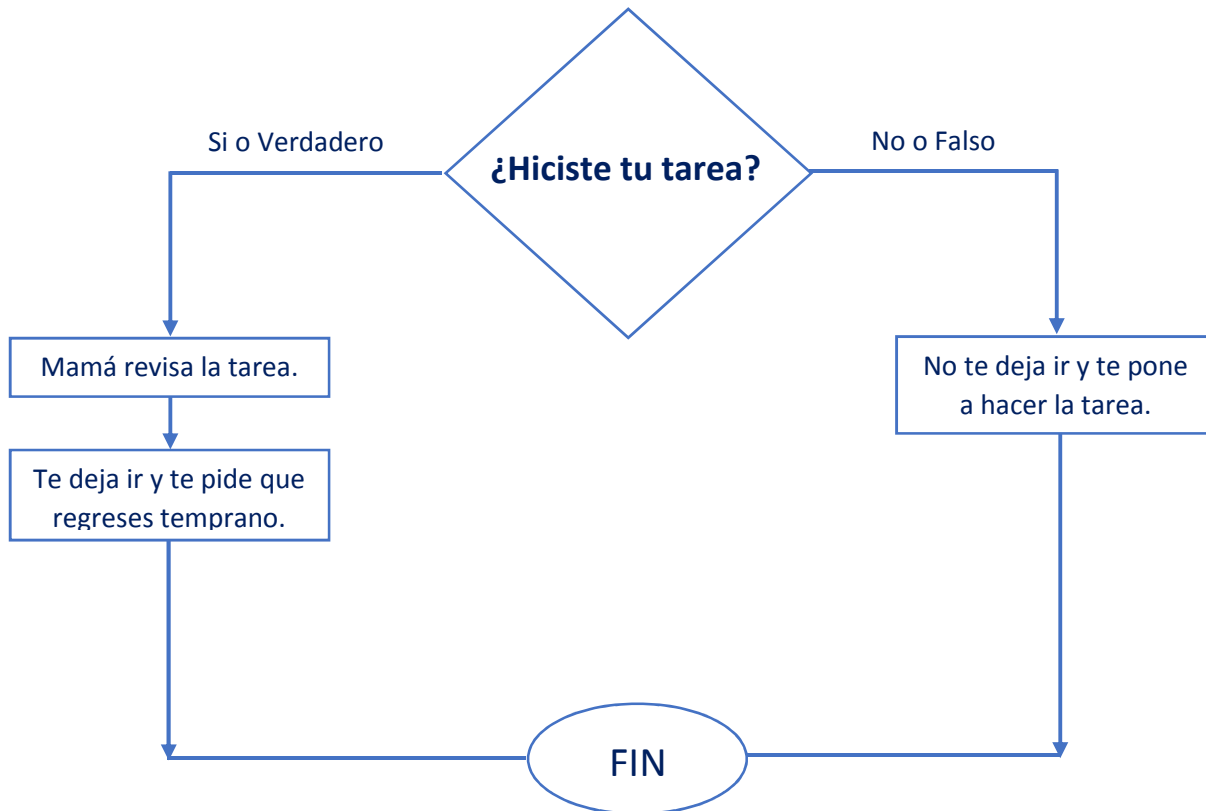 Si o Verdadero
No o Falso
¿Hiciste tu tarea?
Mamá revisa la tarea.
No te deja ir y te pone
a hacer la tarea.
Te deja ir y te pide que
regreses temprano.
FIN